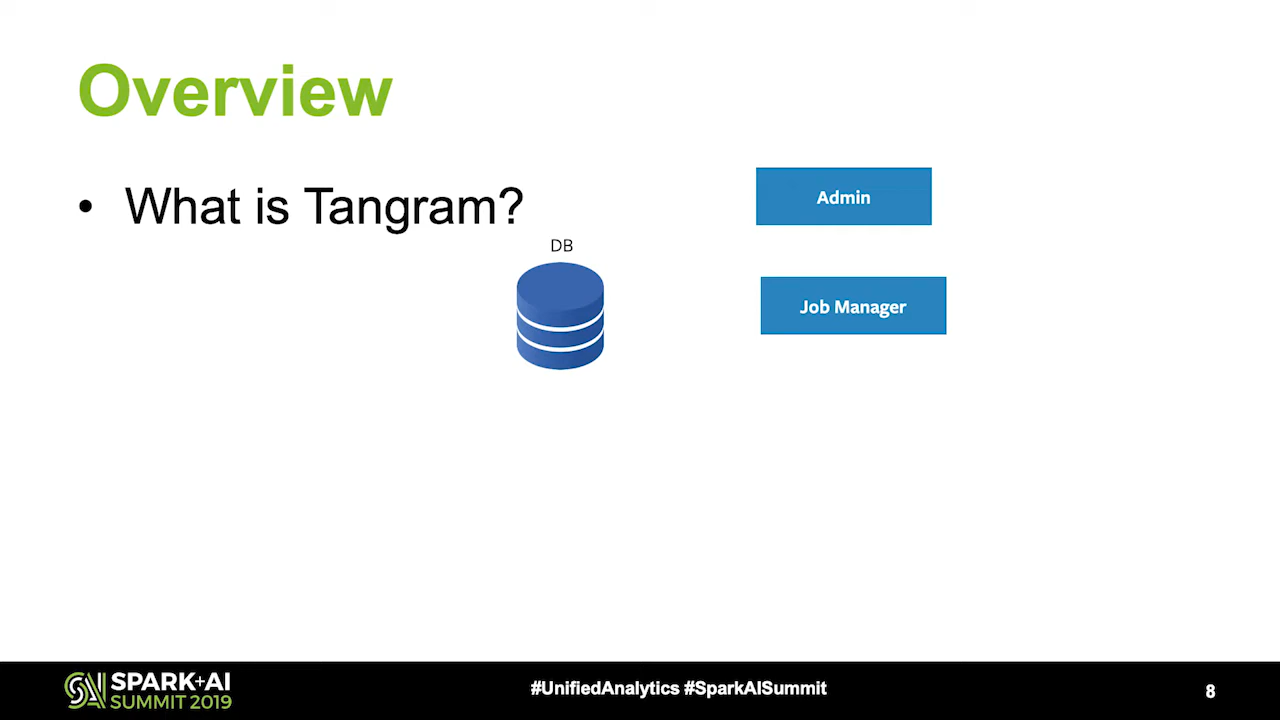 Overview
• What is Tangram?
Admin
DB
Job Manager
SPARK+AI
SUMMIT 2019
#UnifiedAnalytics #SparkAISummit
8